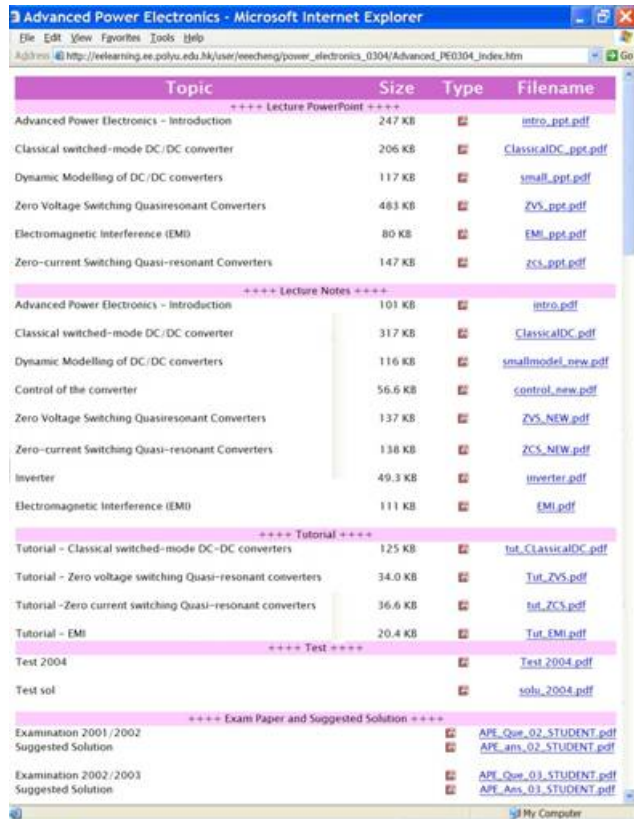 Advanced Power Electronics - Microsoft Internet Explorer
File Edit View Favorites Tools Help
Address http://eelearning.ee.polyu.edu.hk/user/eecheng/power_electronics_0304/Advanced_PE0304_index.htm Go
Topic Size Type Filename
++++ Lecture PowerPoint ++++
Advanced Power Electronics - Introduction 247 KB intro_ppt.pdf
Classical switched-mode DC/DC converter 206 KB ClassicalDC_ppt.pdf
Dynamic Modelling of DC/DC converters 117 KB small_ppt.pdf
Zero Voltage Switching Quasiresonant Converters 483 KB ZVS_ppt.pdf
Electromagnetic Interference (EMI) 80 KB EMI_ppt.pdf
Zero-current Switching Quasi-resonant Converters 147 KB zcs_ppt.pdf
++++ Lecture Notes ++++
Advanced Power Electronics - Introduction 101 KB intro.pdf
Classical switched-mode DC/DC converter 317 KB ClassicalDC.pdf
Dynamic Modelling of DC/DC converters 116 KB smallmodel_new.pdf
Control of the converter 56.6 KB control_new.pdf
Zero Voltage Switching Quasiresonant Converters 137 KB ZVS_NEW.pdf
Zero-current Switching Quasi-resonant Converters 138 KB ZCS_NEW.pdf
Inverter 49.3 KB inverter.pdf
Electromagnetic Interference (EMI) 111 KB EMI.pdf
++++ Tutorial ++++
Tutorial - Classical switched-mode DC-DC converters 125 KB tut_CLassicalDC.pdf
Tutorial - Zero voltage switching Quasi-resonant converters 34.0 KB Tut_ZVS.pdf
Tutorial -Zero current switching Quasi-resonant converters 36.6 KB tut_ZCS.pdf
Tutorial - EMI 20.4 KB Tut_EMI.pdf
++++ Test ++++
Test 2004 Test 2004.pdf
Test sol solu_2004.pdf
++++ Exam Paper and Suggested Solution ++++
Examination 2001/2002 APE_Que_02_STUDENT.pdf
Suggested Solution APE_ans_02_STUDENT.pdf
Examination 2002/2003 APE_Que_03_STUDENT.pdf
Suggested Solution APE_Ans_03_STUDENT.pdf
My Computer